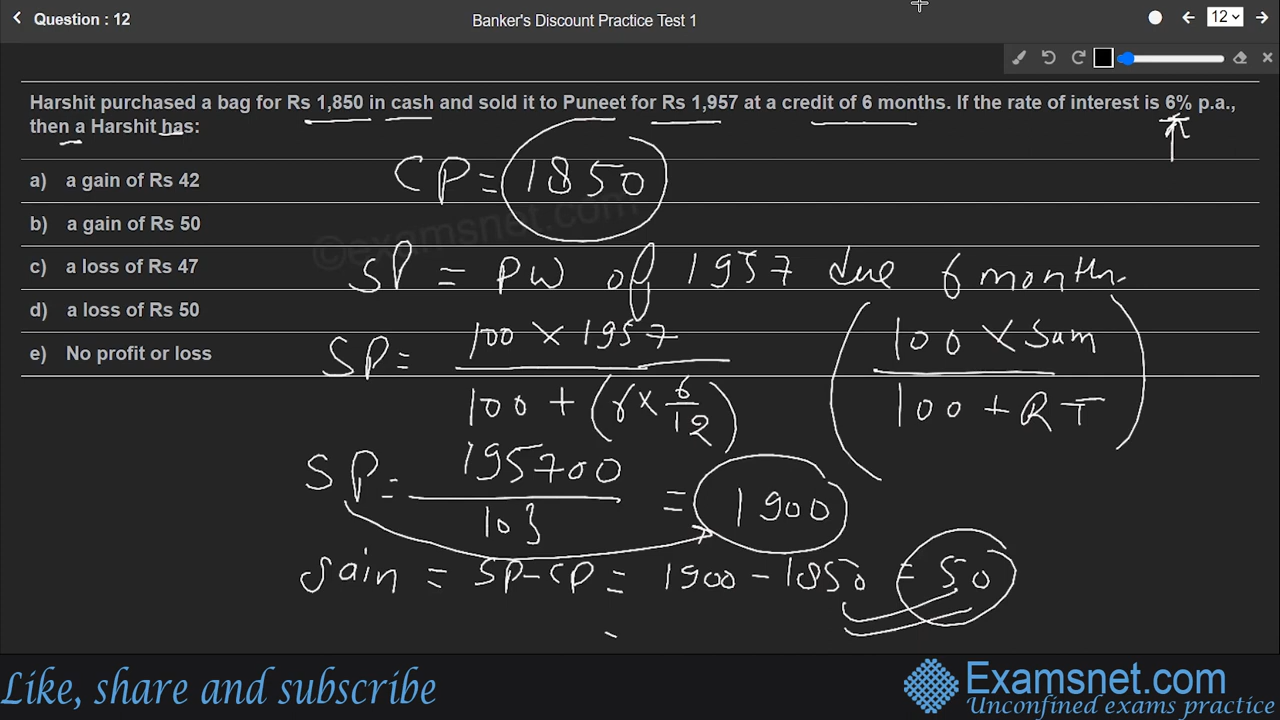 Question : 12
Banker's Discount Practice Test 1
12
Harshit purchased a bag for Rs 1,850 in cash and sold it to Puneet for Rs 1,957 at a credit of 6 months. If the rate of interest is 6% p.a.,
then a Harshit has:
a) a gain of Rs 42
b) a gain of Rs 50
c) a loss of Rs 47
d) a loss of Rs 50
e) No profit or loss
©examsnet.com
CP = 1850
SP = PW of 1957 due 6 months
SP = 100 × 1957
100 + (6 × 6/12)
(100 × Sum
100 + RT)
SP = 195700
103
= 1900
gain = SP - CP = 1900 - 1850 = 50
=
Like, share and subscribe
Examsnet.com
Unconfined exams practice